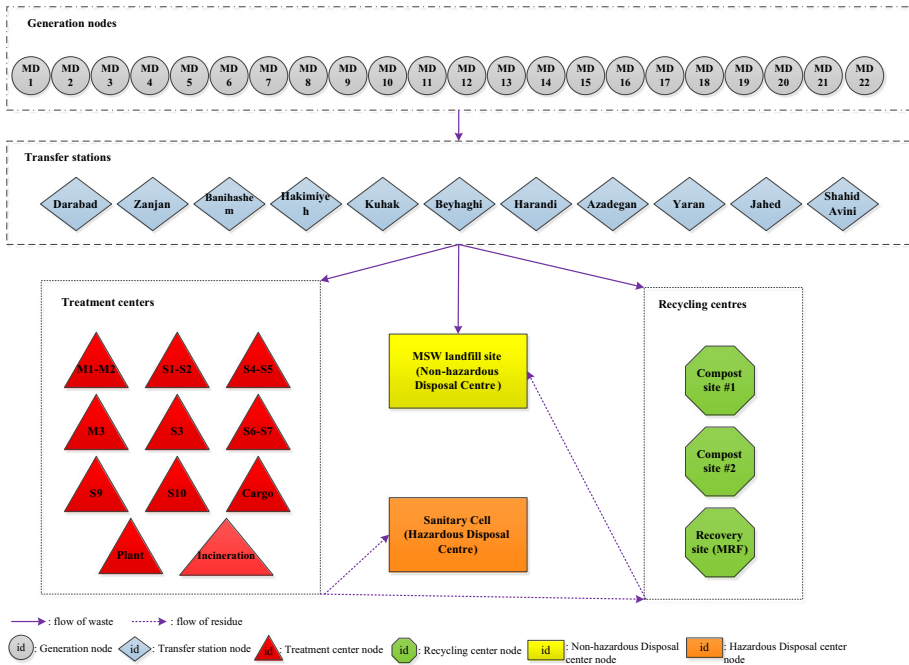 Generation nodes
MD MD MD MD MD MD MD MD MD MD MD MD MD MD MD MD MD MD MD MD MD MD
1 2 3 4 5 6 7 8 9 10 11 12 13 14 15 16 17 18 19 20 21 22
Transfer stations
Darabad
Zanjan
Banihashe
m
Hakimiy
eh
Kuhak
Beyhaghi
Harandi
Azadegan
Yaran
Jahed
Shahid
Avini
Treatment centers
M1-M2
S1-S2
S4-S5
M3
S3
S6-S7
S9
S10
Cargo
Plant
Incineration
MSW landfill site
(Non-hazardous
Disposal Centre )
Sanitary Cell
(Hazardous Disposal
Centre)
Recycling centres
Compost
site #1
Compost
site #2
Recovery
site (MRF)
: flow of waste
: flow of residue
id : Generation node
id : Transfer station node
id : Treatment center node
id : Recycling center node
id : Non-hazardous Disposal
center node
id : Hazardous Disposal center
node